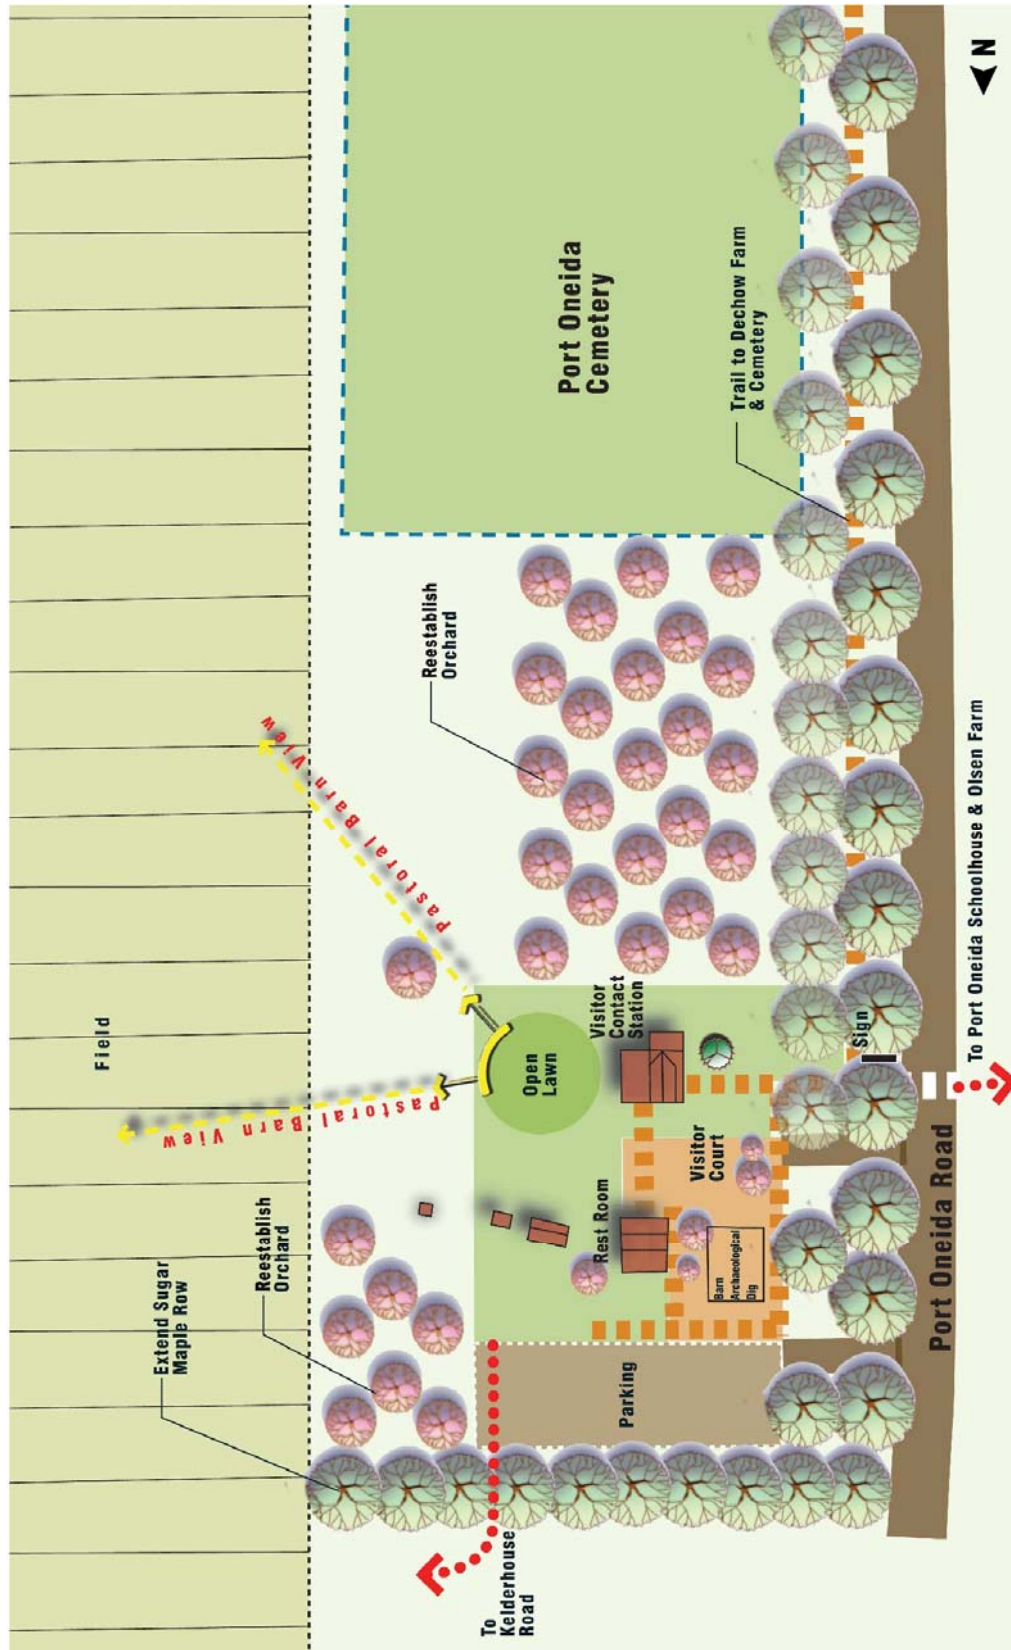 Field
Extend Sugar
Maple Row
Reestablish
Orchard
Pastoral Barn View
Pastoral Barn View
Reestablish
Orchard
Port Oneida
Cemetery
To
Kelderhouse
Road
Parking
Rest Room
Open
Lawn
Visitor
Contact
Station
Visitor
Court
Barn
Archaeological
Dig
Trail to Dechow Farm
& Cemetery
Sign
Port Oneida Road
To Port Oneida Schoolhouse & Olsen Farm
N